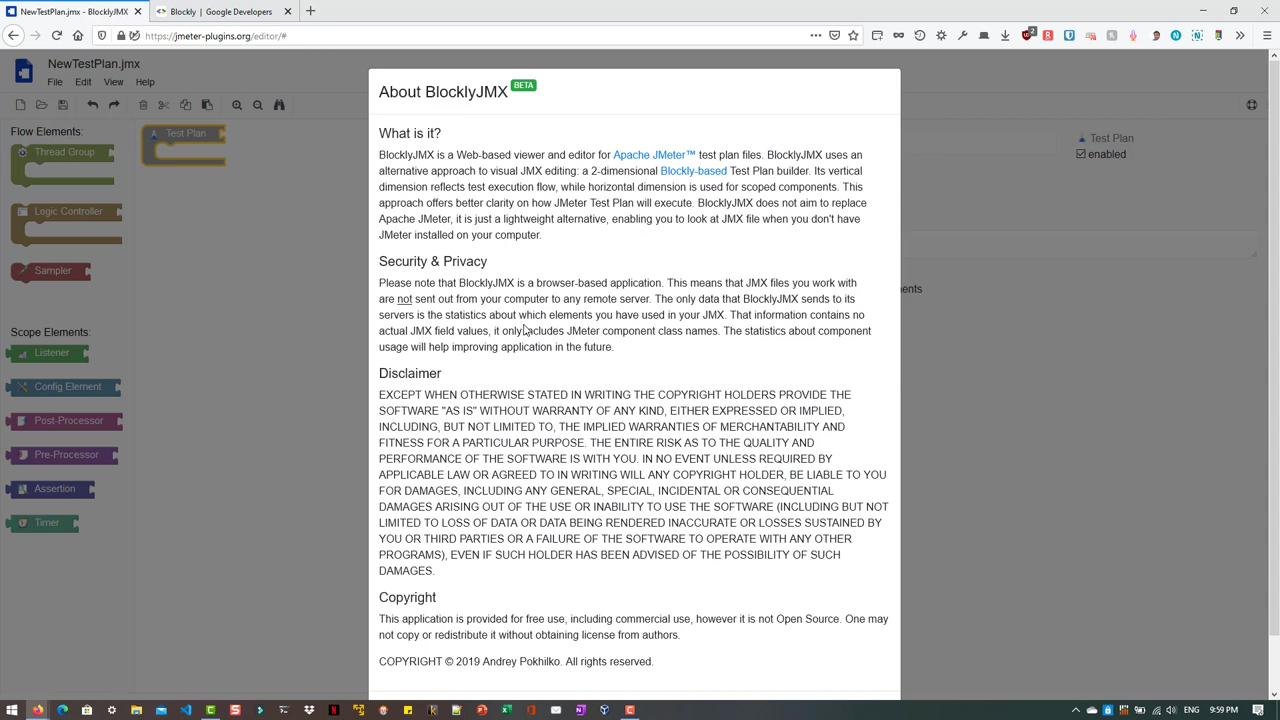 NewTestPlan.jmx - BlocklyJMX
Blockly | Google Developers
https://jmeter-plugins.org/editor/#
NewTestPlan.jmx
File Edit View Help
Flow Elements:
Thread Group
Logic Controller
Sampler
Scope Elements:
Listener
Config Element
Post-Processor
Pre-Processor
Assertion
Timer
Test Plan
About BlocklyJMX BETA
What is it?
BlocklyJMX is a Web-based viewer and editor for Apache JMeter™ test plan files. BlocklyJMX uses an
alternative approach to visual JMX editing: a 2-dimensional Blockly-based Test Plan builder. Its vertical
dimension reflects test execution flow, while horizontal dimension is used for scoped components. This
approach offers better clarity on how JMeter Test Plan will execute. BlocklyJMX does not aim to replace
Apache JMeter, it is just a lightweight alternative, enabling you to look at JMX file when you don't have
JMeter installed on your computer.
Security & Privacy
Please note that BlocklyJMX is a browser-based application. This means that JMX files you work with
are not sent out from your computer to any remote server. The only data that BlocklyJMX sends to its
servers is the statistics about which elements you have used in your JMX. That information contains no
actual JMX field values, it only includes JMeter component class names. The statistics about component
usage will help improving application in the future.
Disclaimer
EXCEPT WHEN OTHERWISE STATED IN WRITING THE COPYRIGHT HOLDERS PROVIDE THE
SOFTWARE "AS IS" WITHOUT WARRANTY OF ANY KIND, EITHER EXPRESSED OR IMPLIED,
INCLUDING, BUT NOT LIMITED TO, THE IMPLIED WARRANTIES OF MERCHANTABILITY AND
FITNESS FOR A PARTICULAR PURPOSE. THE ENTIRE RISK AS TO THE QUALITY AND
PERFORMANCE OF THE SOFTWARE IS WITH YOU. IN NO EVENT UNLESS REQUIRED BY
APPLICABLE LAW OR AGREED TO IN WRITING WILL ANY COPYRIGHT HOLDER, BE LIABLE TO YOU
FOR DAMAGES, INCLUDING ANY GENERAL, SPECIAL, INCIDENTAL OR CONSEQUENTIAL
DAMAGES ARISING OUT OF THE USE OR INABILITY TO USE THE SOFTWARE (INCLUDING BUT NOT
LIMITED TO LOSS OF DATA OR DATA BEING RENDERED INACCURATE OR LOSSES SUSTAINED BY
YOU OR THIRD PARTIES OR A FAILURE OF THE SOFTWARE TO OPERATE WITH ANY OTHER
PROGRAMS), EVEN IF SUCH HOLDER HAS BEEN ADVISED OF THE POSSIBILITY OF SUCH
DAMAGES.
Copyright
This application is provided for free use, including commercial use, however it is not Open Source. One may
not copy or redistribute it without obtaining license from authors.
COPYRIGHT © 2019 Andrey Pokhilko. All rights reserved.
Test Plan
enabled
ENG 9:59 PM